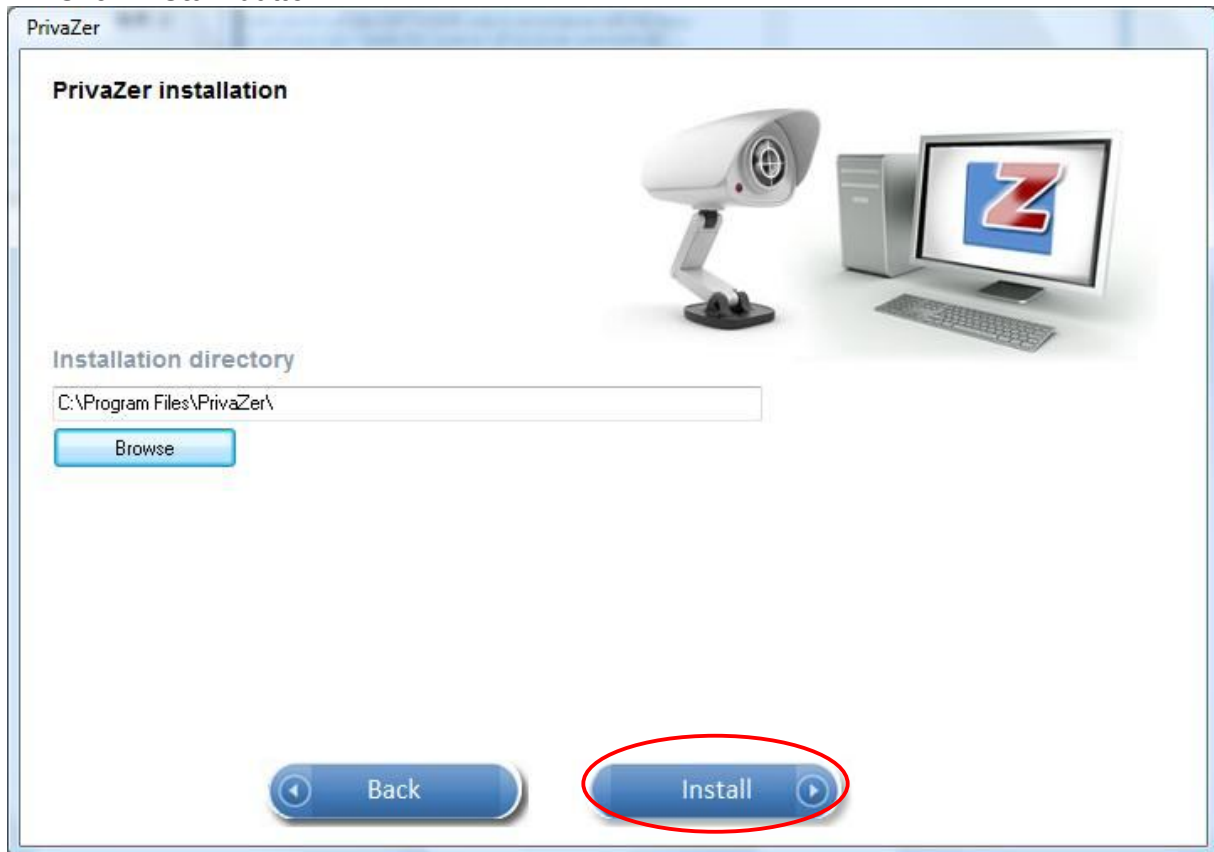 PrivaZer
PrivaZer installation
Z
Installation directory
C:\Program Files\PrivaZer\
Browse
Back
Install